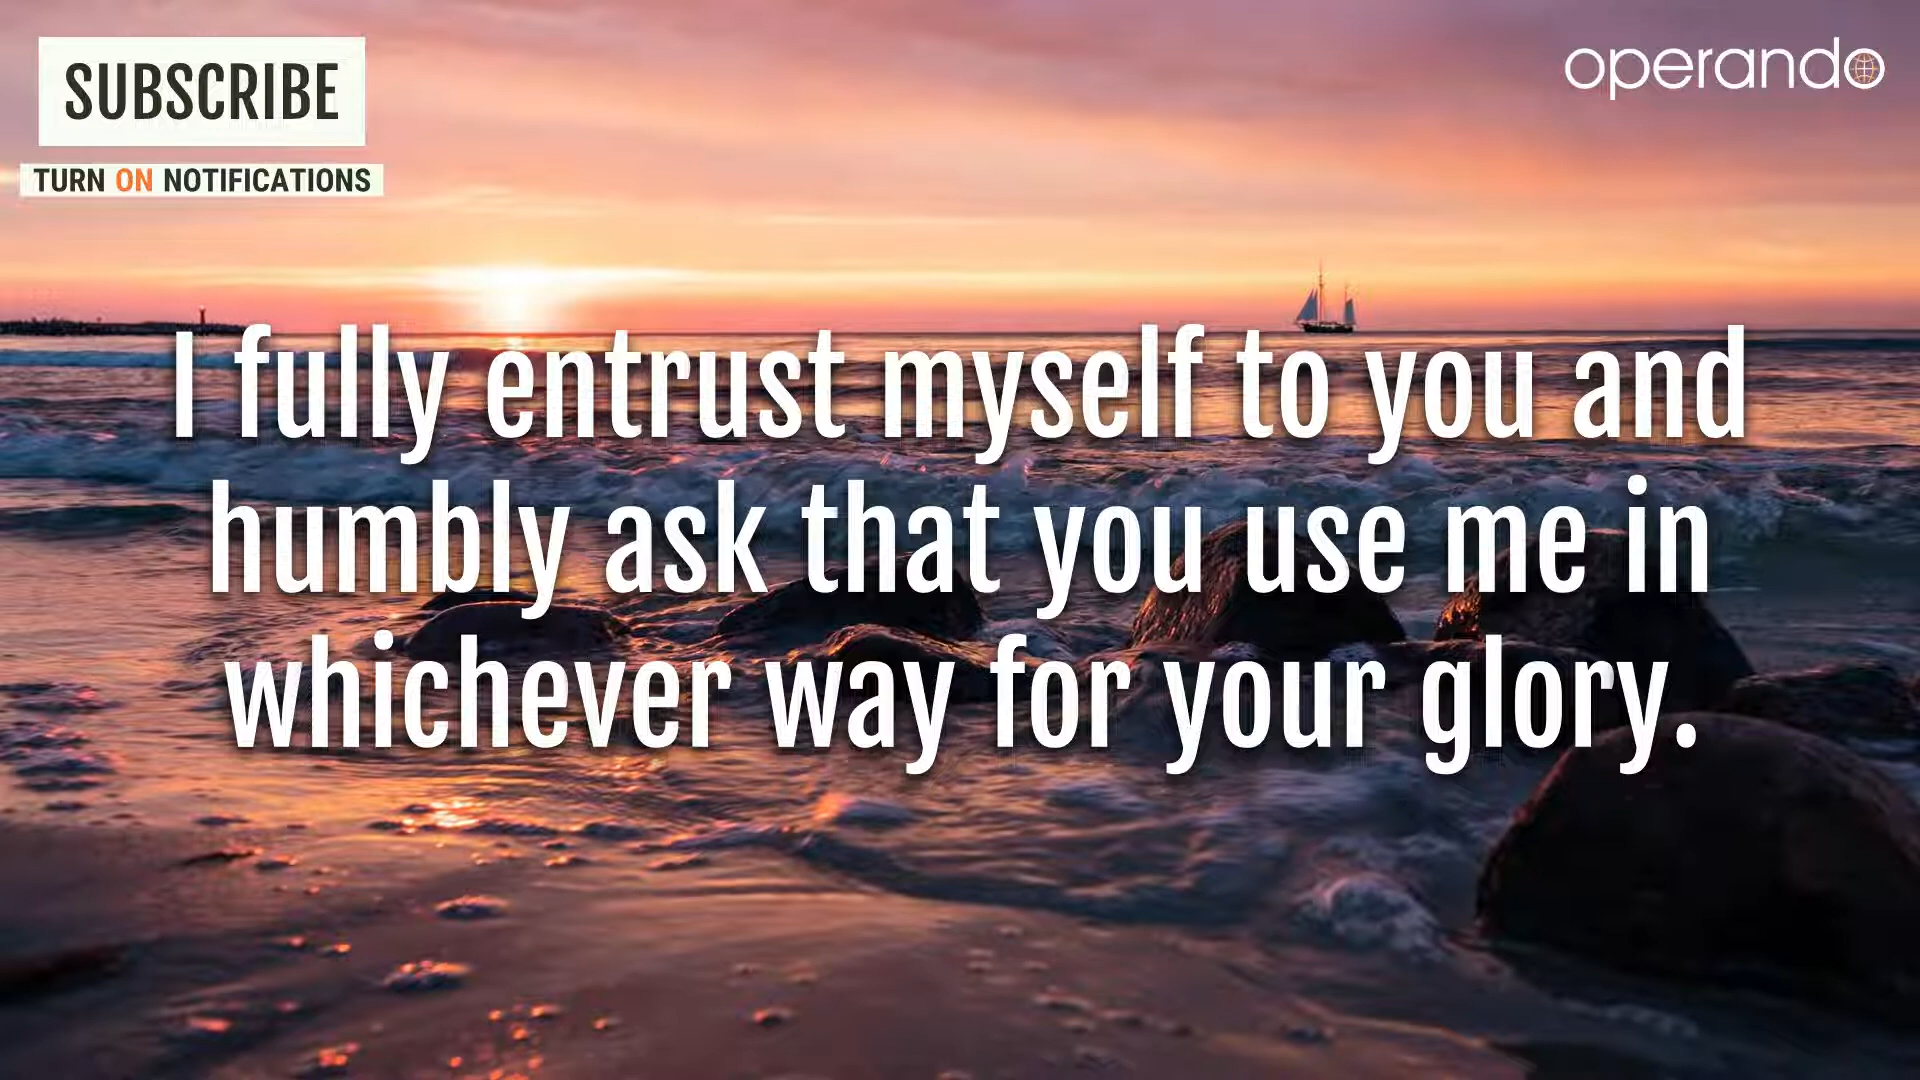 SUBSCRIBE
TURN ON NOTIFICATIONS
operando
I fully entrust myself to you and
humbly ask that you use me in
whichever way for your glory.